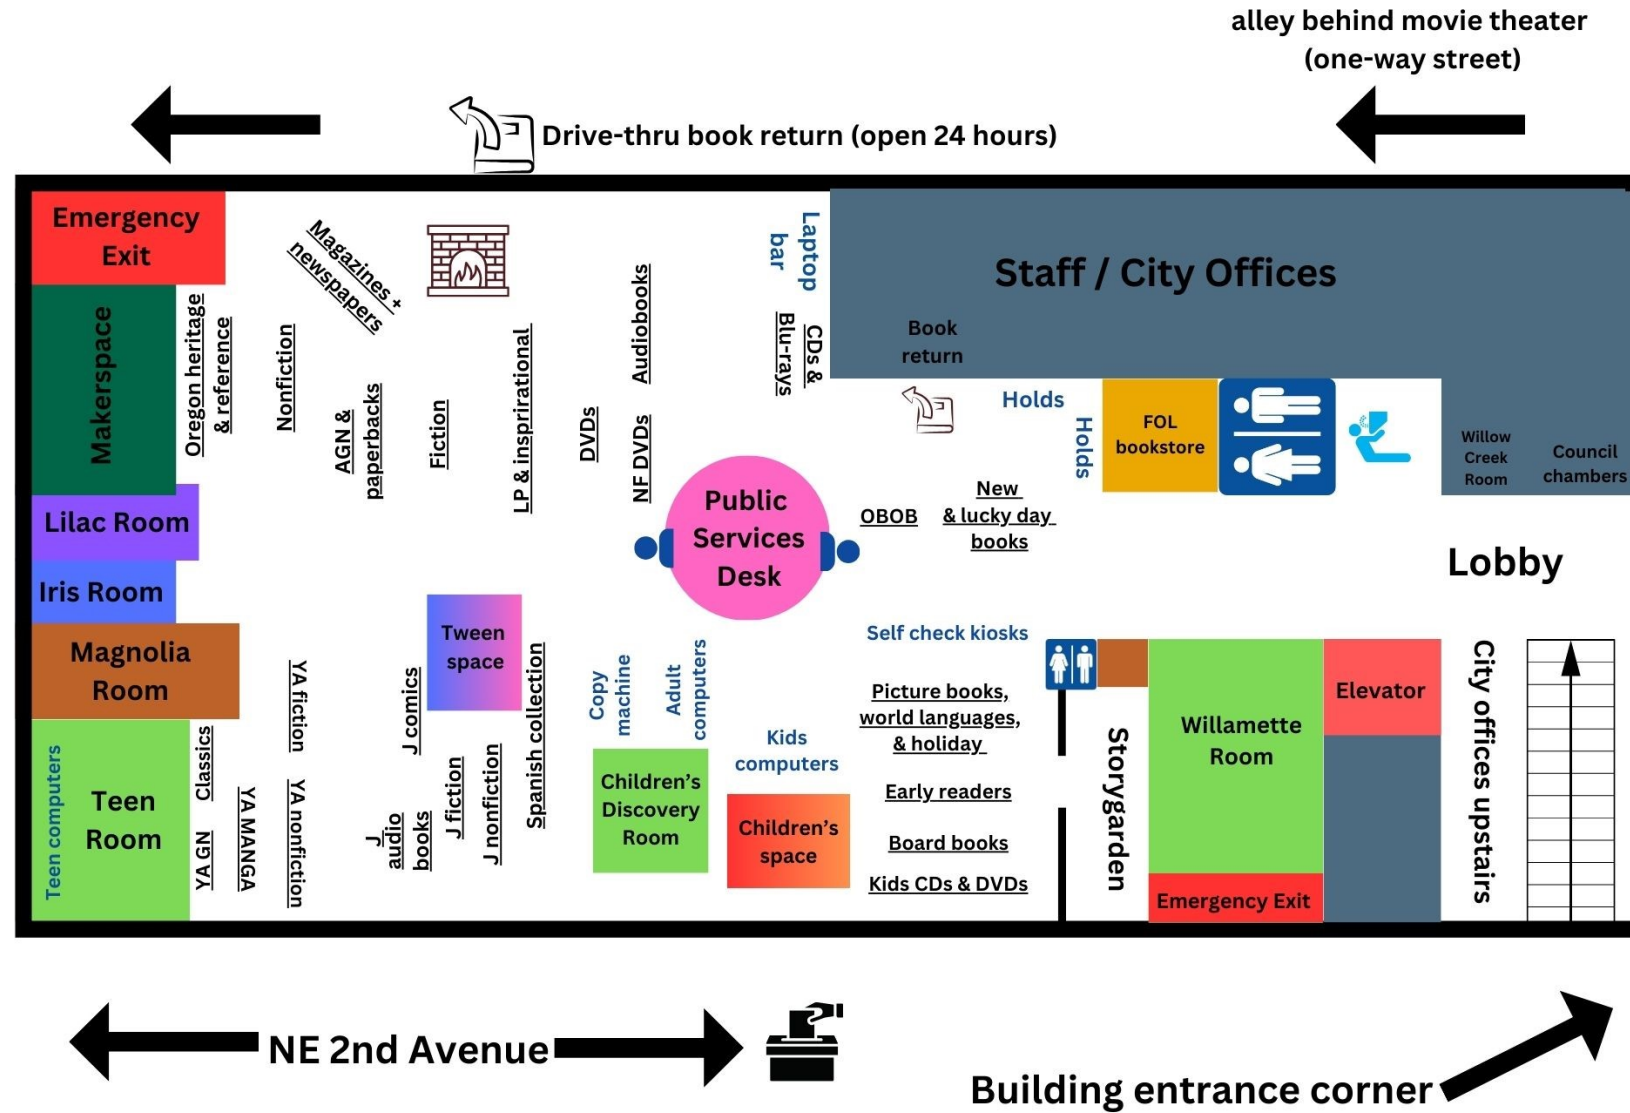 alley behind movie theater
(one-way street)
Drive-thru book return (open 24 hours)
Emergency
Exit
Magazines +
newspapers
Laptop
bar
Staff / City Offices
Makerspace
Oregon heritage
& reference
Nonfiction
AGN &
paperbacks
Fiction
LP & inspirirational
DVDs
Audiobooks
NF DVDs
CDs &
Blu-rays
Book
return
Holds
Holds
FOL
bookstore
Willow
Creek
Room
Council
chambers
Lilac Room
Public
Services
Desk
OBOB
New
& lucky day
books
Lobby
Iris Room
Magnolia
Room
Tween
space
Self check kiosks
YA fiction
J comics
Spanish collection
Copy
machine
Adult
computers
Kids
computers
Picture books,
world languages,
& holiday
Storygarden
Willamette
Room
Elevator
City offices upstairs
Teen computers
Teen
Room
Classics
YA GN
YA MANGA
YA nonfiction
J
audio
books
J fiction
J nonfiction
Children's
Discovery
Room
Children's
space
Early readers
Board books
Kids CDs & DVDs
Emergency Exit
NE 2nd Avenue
Building entrance corner